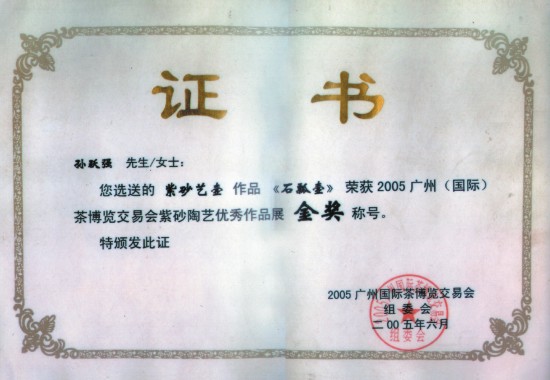 证 书
孙跃强 先生/女士：
您选送的 紫砂艺壶 作品 《石瓢壶》 荣获 2005 广州（国际）
茶博览交易会紫砂陶艺优秀作品展 金奖 称号。
特颁发此证
2005 广州国际茶博览交易会
组 委 会
二00五年六月
组委会